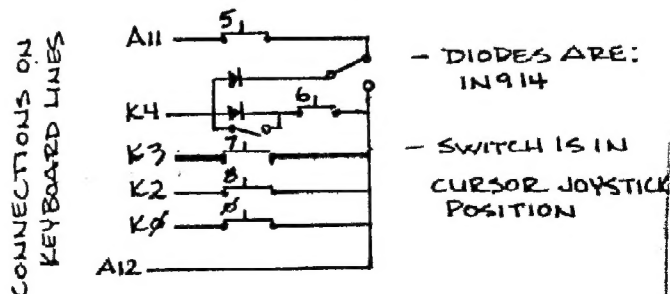 CONNECTIONS ON
KEYBOARD LINES
A11
5
K4
6
K3
7
K2
8
KØ
Ø
A12
- DIODES ARE:
IN914
- SWITCH IS IN
CURSOR JOYSTICK
POSITION